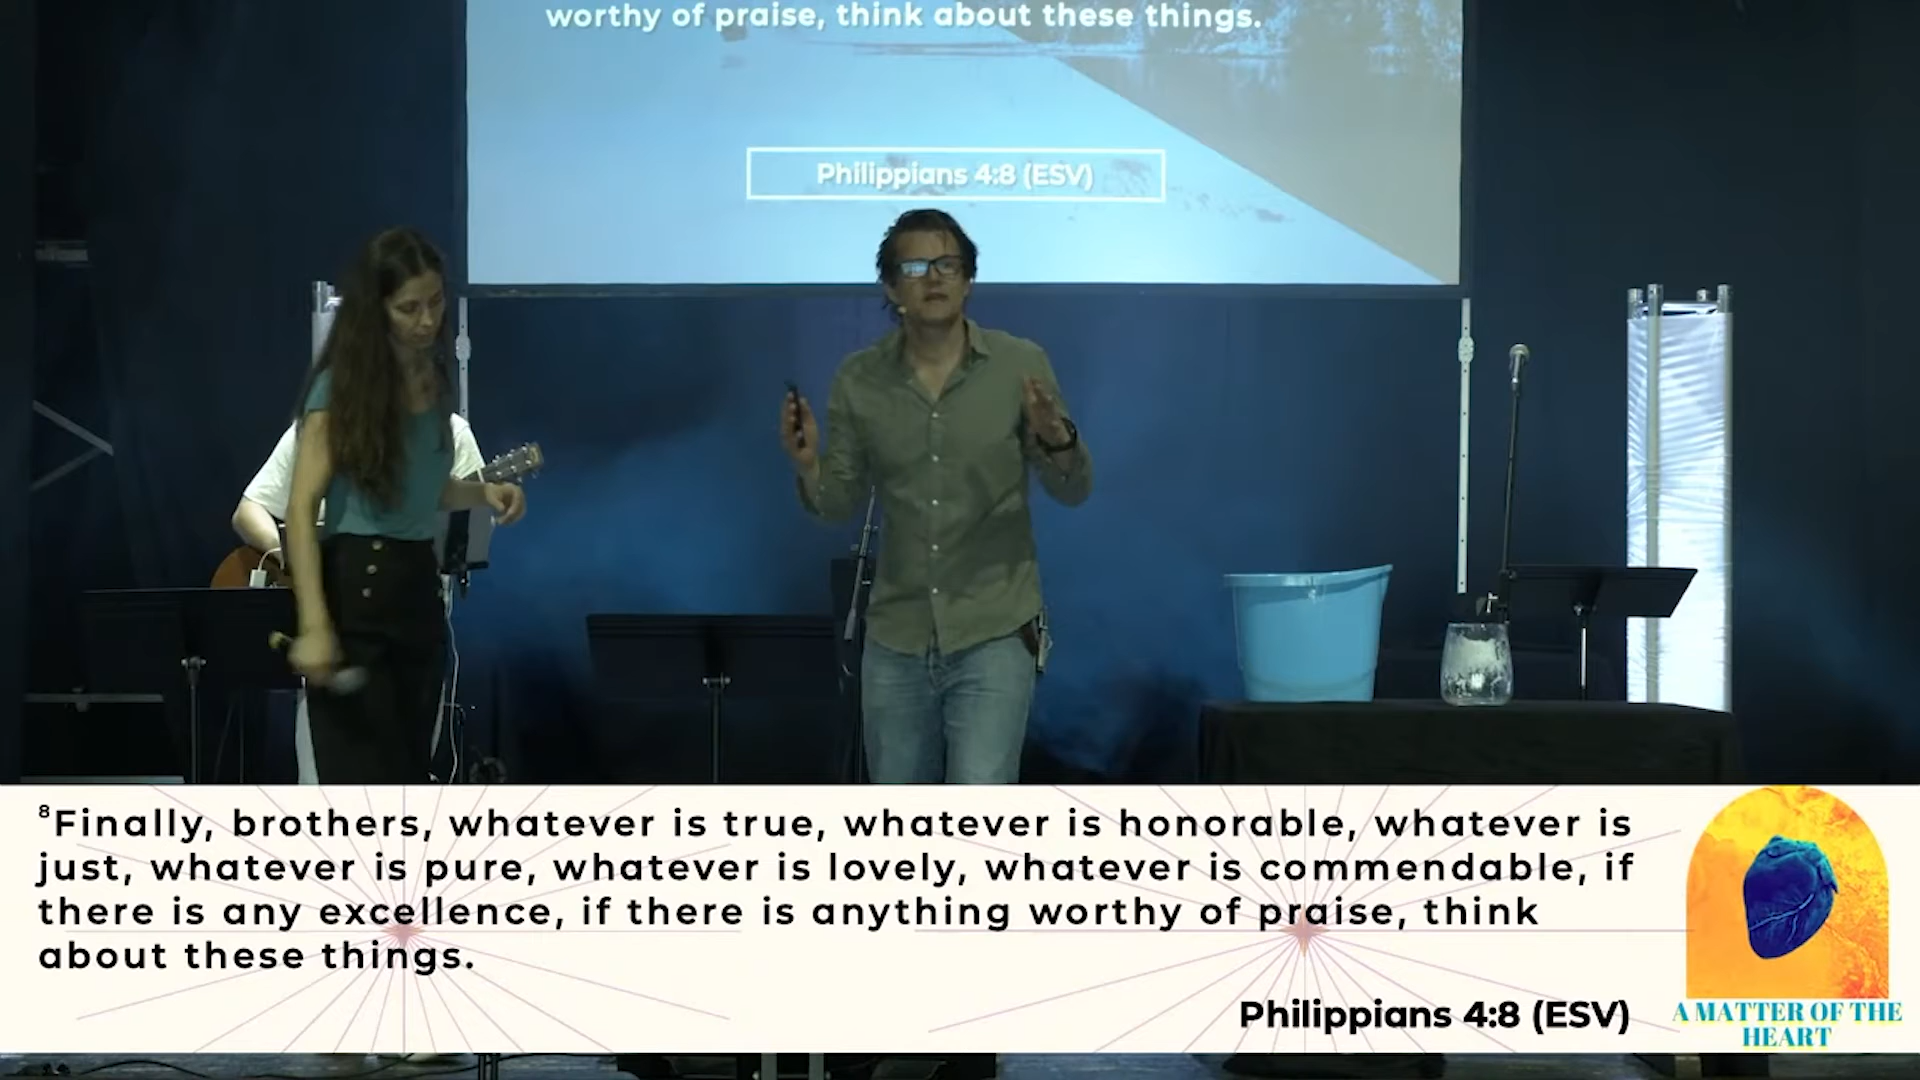 worthy of praise, think about these things.
Philippians 4:8 (ESV)
⁸Finally, brothers, whatever is true, whatever is honorable, whatever is
just, whatever is pure, whatever is lovely, whatever is commendable, if
there is any excellence, if there is anything worthy of praise, think
about these things.
Philippians 4:8 (ESV)
A MATTER OF THE
HEART